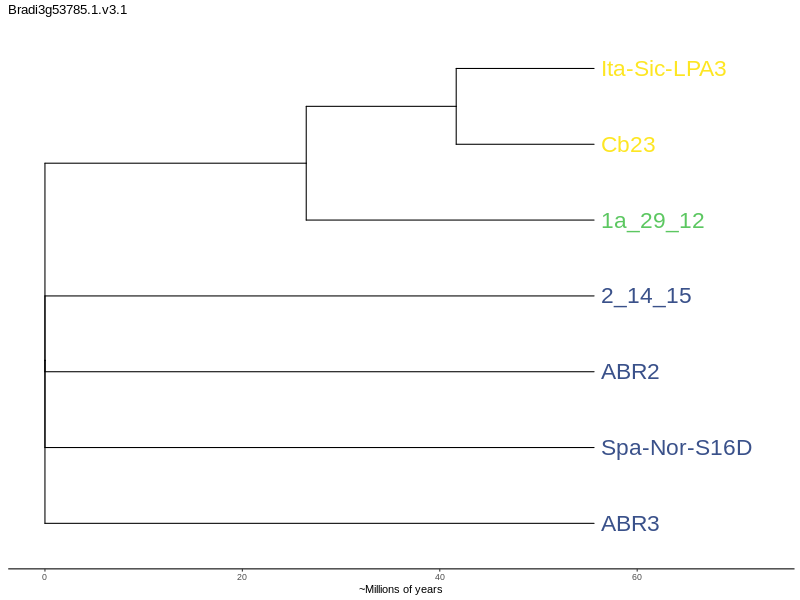 Bradi3g53785.1.v3.1
Ita-Sic-LPA3
Cb23
1a_29_12
2_14_15
ABR2
Spa-Nor-S16D
ABR3
0 20 40 60
~Millions of years